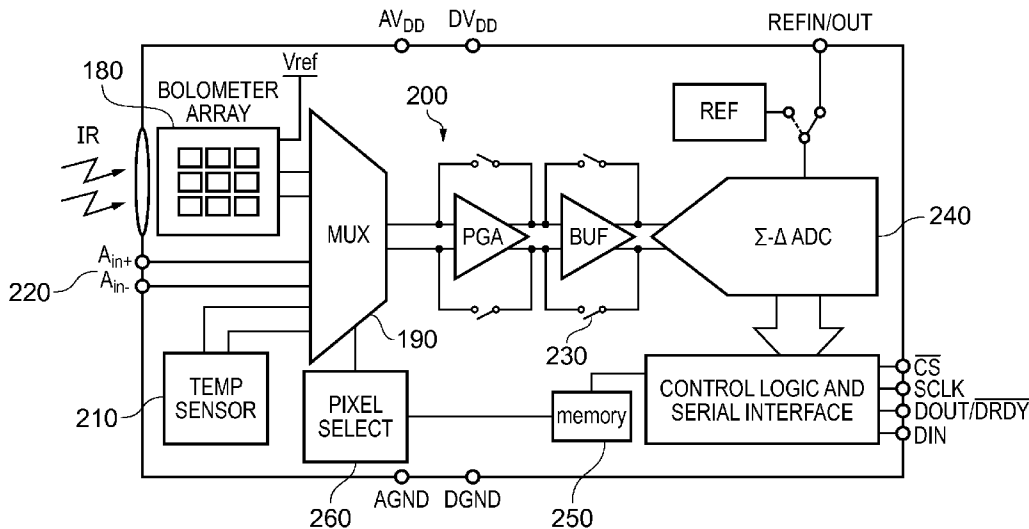 AVDD
DVDD
REFIN/OUT
180
BOLOMETER
ARRAY
Vref
200
REF
IR
MUX
PGA
BUF
Σ-Δ ADC
240
Ain+
220
Ain-
190
230
TEMP
SENSOR
210
PIXEL
SELECT
memory
CONTROL LOGIC AND
SERIAL INTERFACE
C̅S̅
SCLK
DOUT/D̅R̅D̅Y̅
DIN
260
AGND
DGND
250